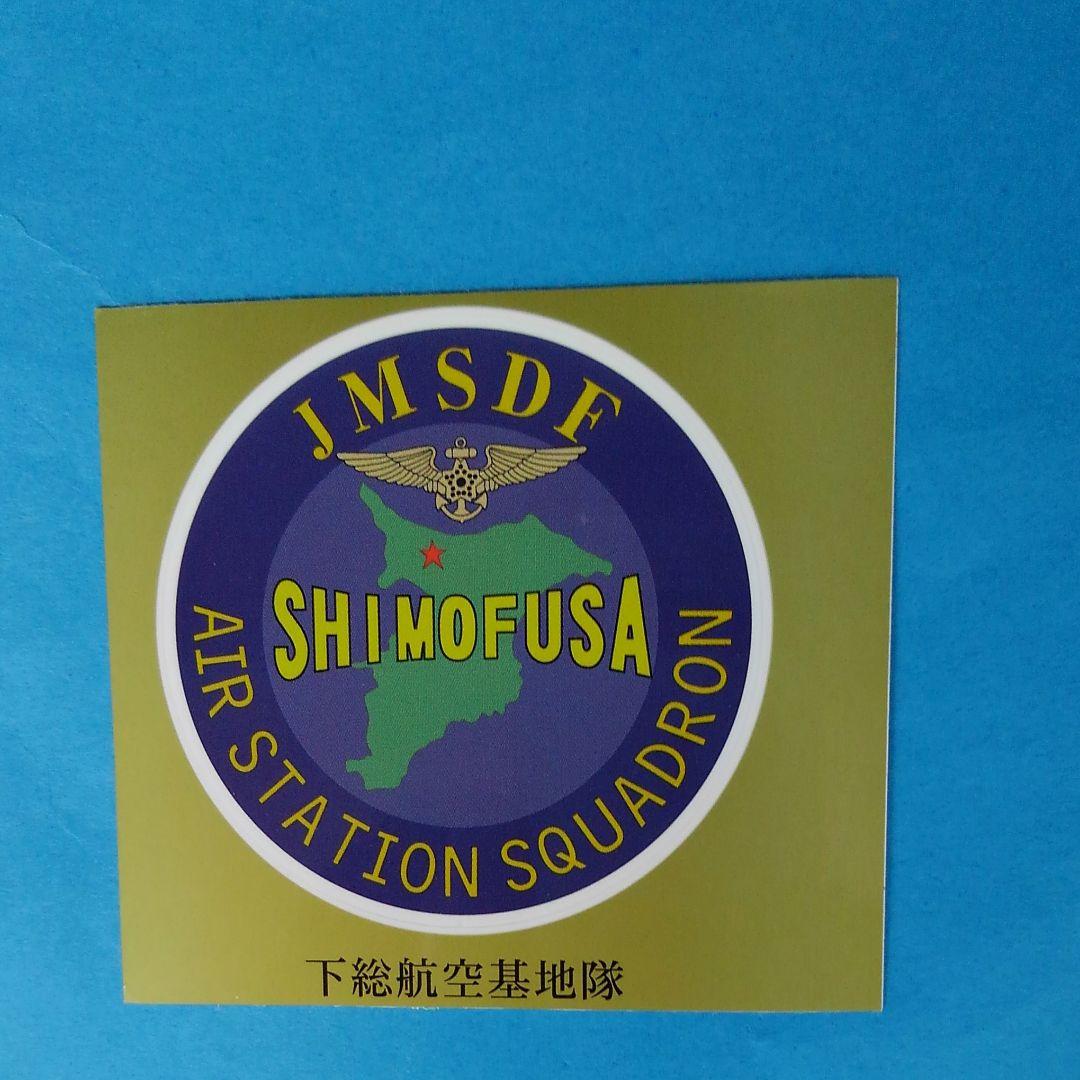 JMSDF
SHIMOFUSA
AIR STATION SQUADRON
下総航空基地隊